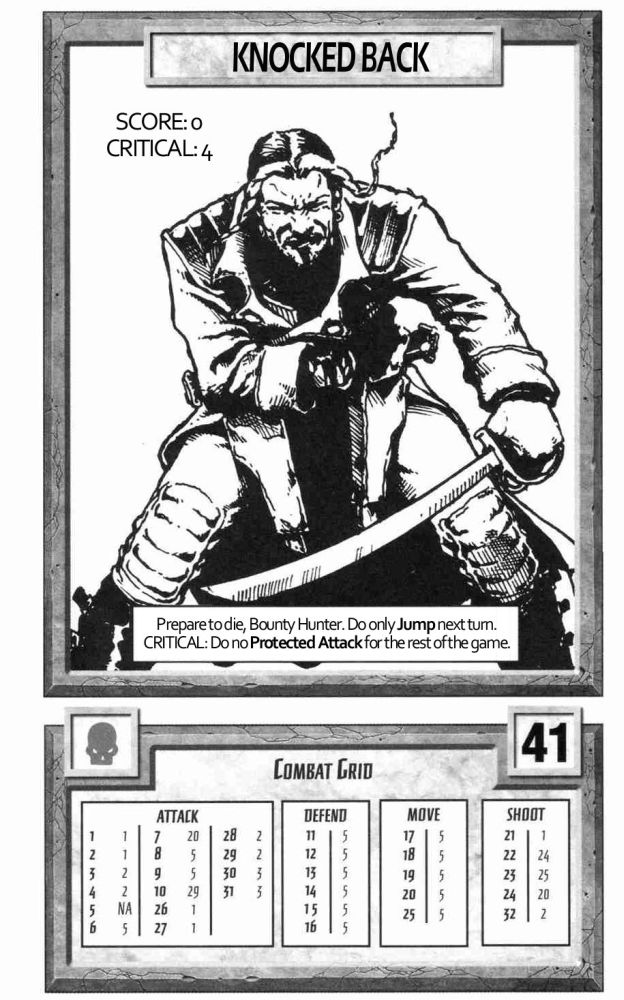 KNOCKED BACK
SCORE: 0
CRITICAL: 4
Prepare to die, Bounty Hunter. Do only Jump next turn.
CRITICAL: Do no Protected Attack for the rest of the game.
41
COMBAT GRID
ATTACK
1 1 7 20 28 2
2 1 8 5 29 2
3 2 9 5 30 3
4 2 10 29 31 3
5 NA 26 1
6 5 27 1
DEFEND
11 5
12 5
13 5
14 5
15 5
16 5
MOVE
17 5
18 5
19 5
20 5
25 5
SHOOT
21 1
22 24
23 25
24 20
32 2